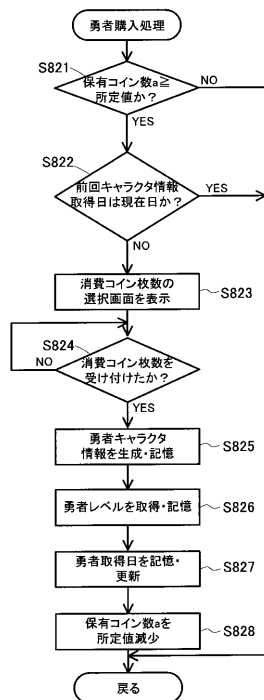 勇者購入処理
S821
保有コイン数a≧
所定値か？
NO
YES
S822
前回キャラクタ情報
取得日は現在日か？
YES
NO
消費コイン枚数の
選択画面を表示
S823
S824
消費コイン枚数を
受け付けたか？
NO
YES
勇者キャラクタ
情報を生成・記憶
S825
勇者レベルを取得・記憶
S826
勇者取得日を記憶・
更新
S827
保有コイン数aを
所定値減少
S828
戻る